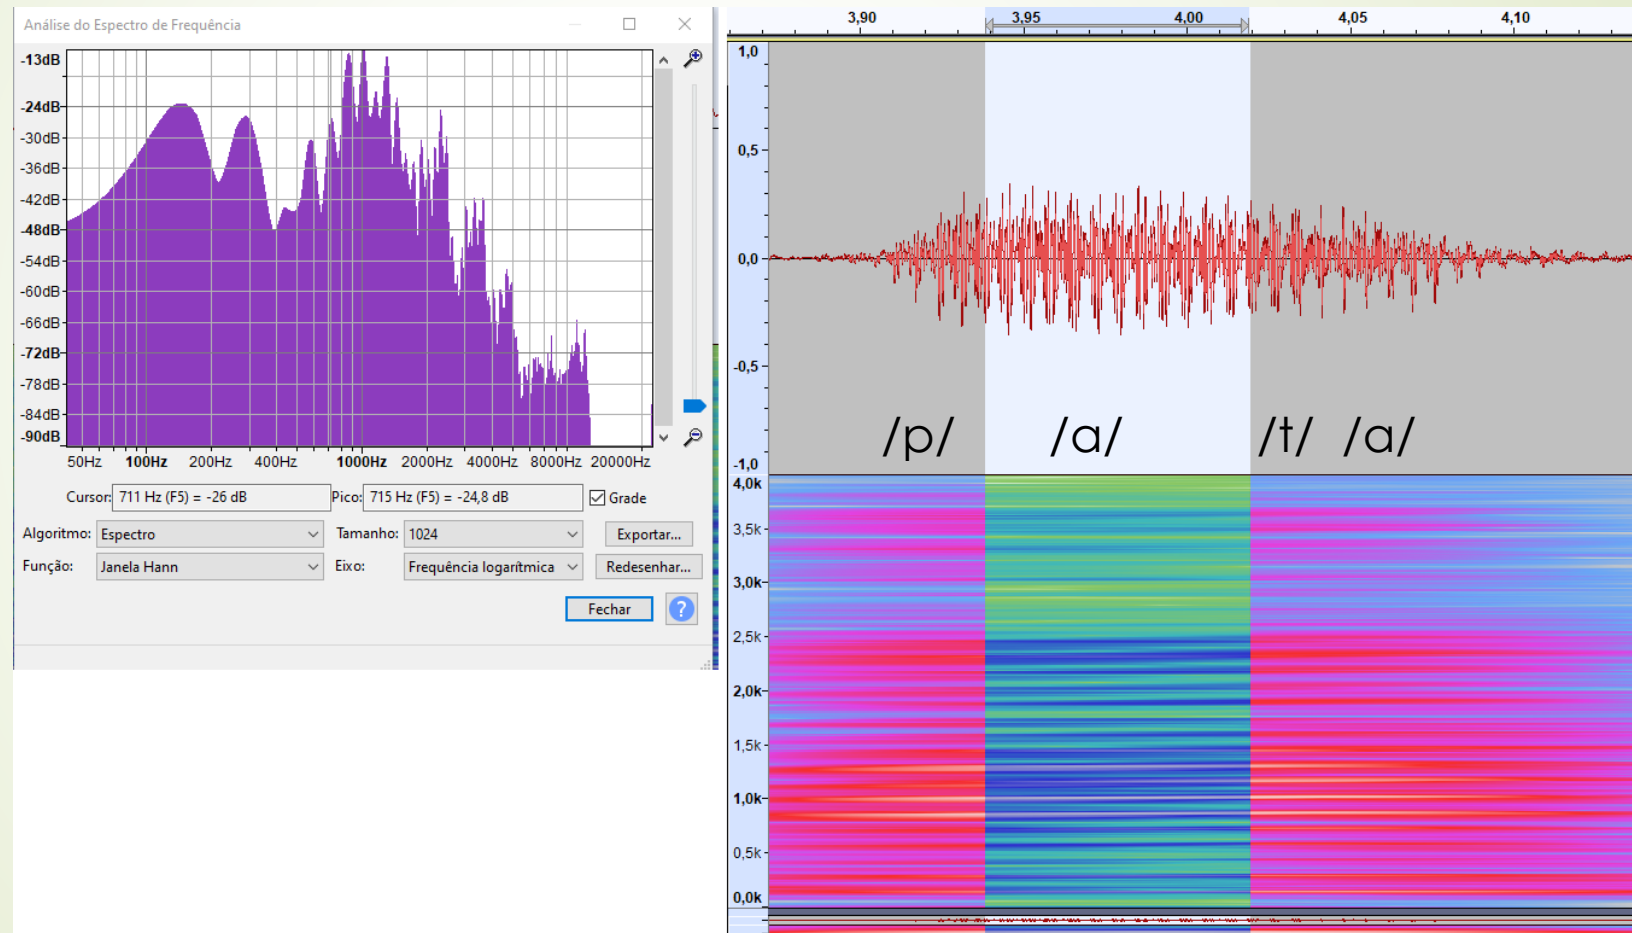 Análise do Espectro de Frequência
-13dB
-24dB
-30dB
-36dB
-42dB
-48dB
-54dB
-60dB
-66dB
-72dB
-78dB
-84dB
-90dB
50Hz 100Hz 200Hz 400Hz 1000Hz 2000Hz 4000Hz 8000Hz 20000Hz
Cursor: 711 Hz (F5) = -26 dB Pico: 715 Hz (F5) = -24,8 dB Grade
Algoritmo: Espectro Tamanho: 1024 Exportar...
Função: Janela Hann Eixo: Frequência logarítmica Redesenhar...
Fechar ?
3,90 3,95 4,00 4,05 4,10
1,0
0,5
0,0
-0,5
-1,0
/p/ /a/ /t/ /a/
4,0k
3,5k
3,0k
2,5k
2,0k
1,5k
1,0k
0,5k
0,0k